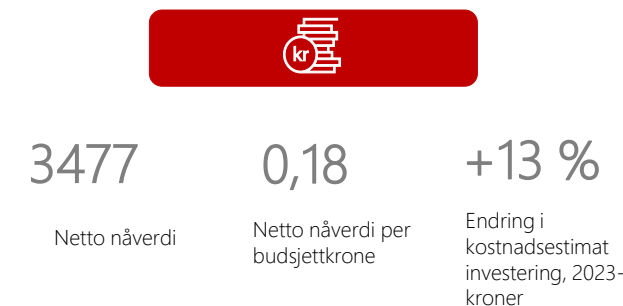 kr
3477
0,18
+13 %
Netto nåverdi
Netto nåverdi per
budsjettkrone
Endring i
kostnadsestimat
investering, 2023-
kroner